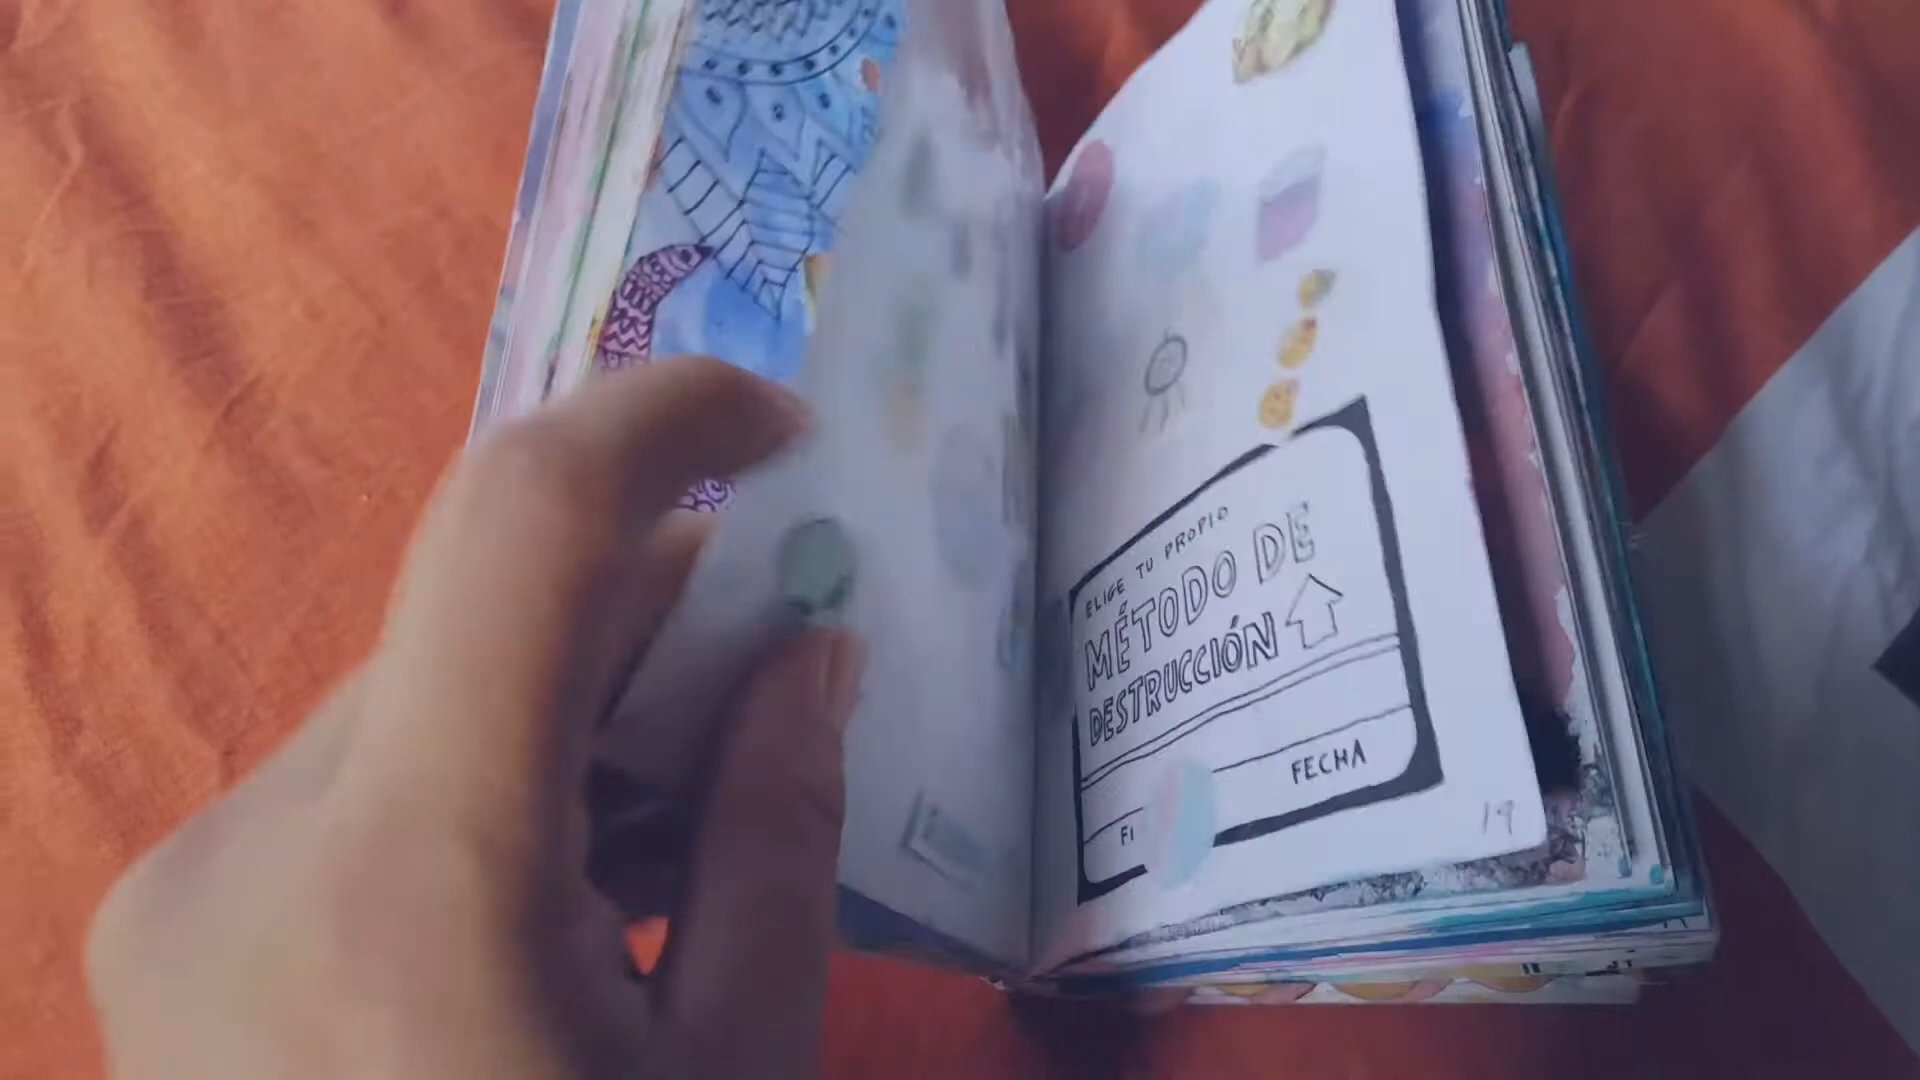 ELIGE TU PROPIO
MÉTODO DE
DESTRUCCIÓN
FECHA
FI
19